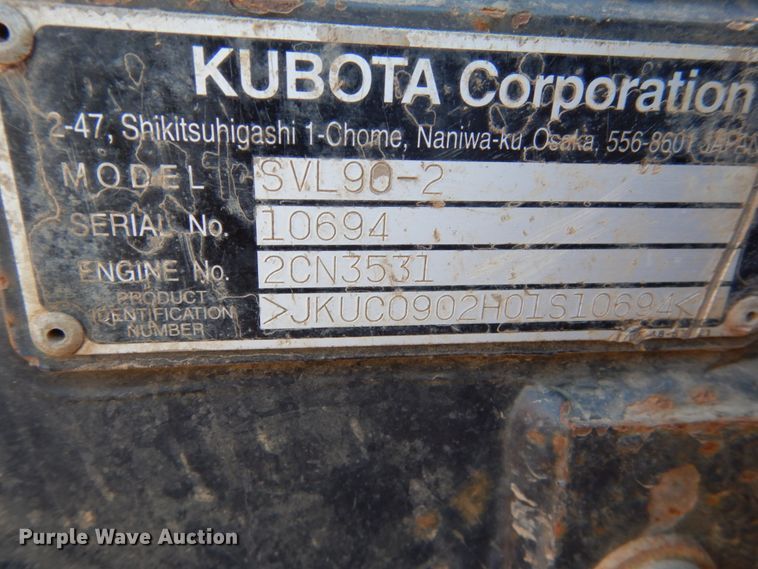 KUBOTA Corporation
2-47, Shikitsuhigashi 1-Chome, Naniwa-ku, Osaka, 556-8601 JAPAN
MODEL SVL90-2
SERIAL No. 10694
ENGINE No. 2CN3531
PRODUCT
IDENTIFICATION >JKUC0902H01S10694<
NUMBER
Purple Wave Auction